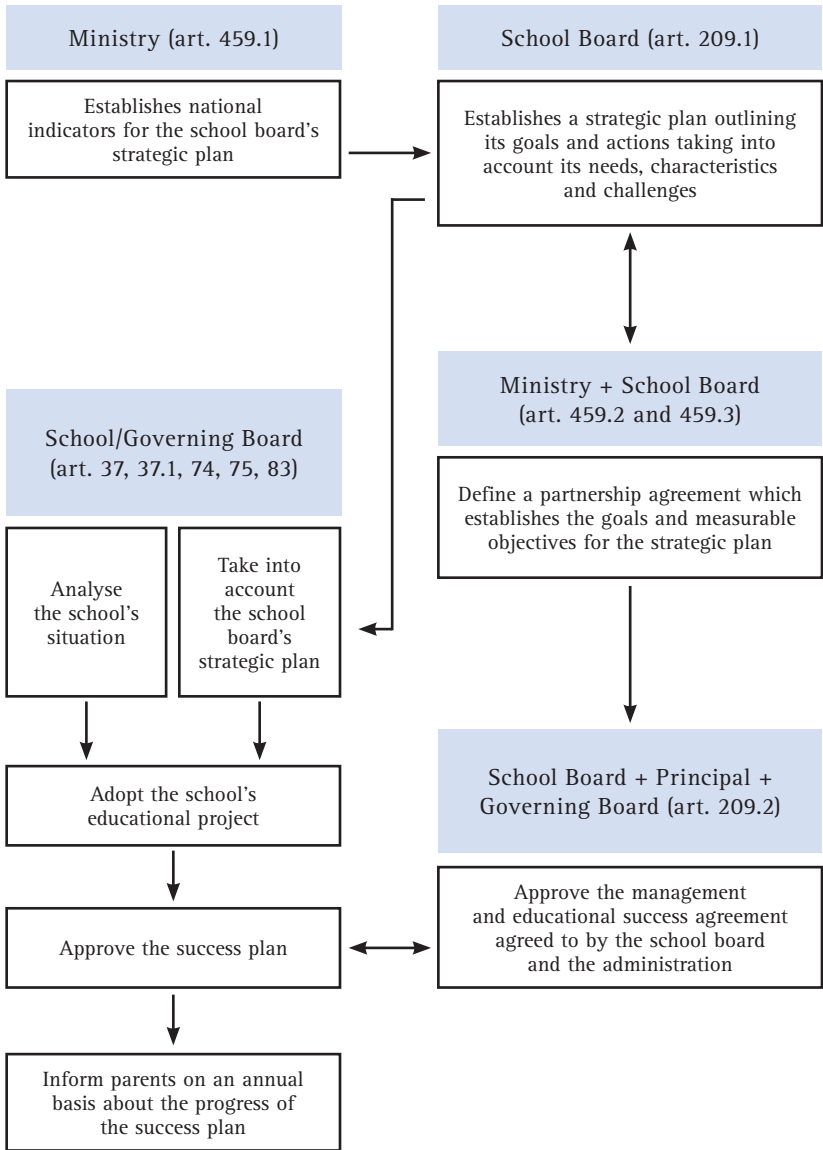 Ministry (art. 459.1)
Establishes national
indicators for the school board's
strategic plan
School Board (art. 209.1)
Establishes a strategic plan outlining
its goals and actions taking into
account its needs, characteristics
and challenges
Ministry + School Board
(art. 459.2 and 459.3)
Define a partnership agreement which
establishes the goals and measurable
objectives for the strategic plan
School/Governing Board
(art. 37, 37.1, 74, 75, 83)
Analyse
the school's
situation
Take into
account
the school
board's
strategic plan
Adopt the school's
educational project
School Board + Principal +
Governing Board (art. 209.2)
Approve the management
and educational success agreement
agreed to by the school board
and the administration
Approve the success plan
Inform parents on an annual
basis about the progress of
the success plan